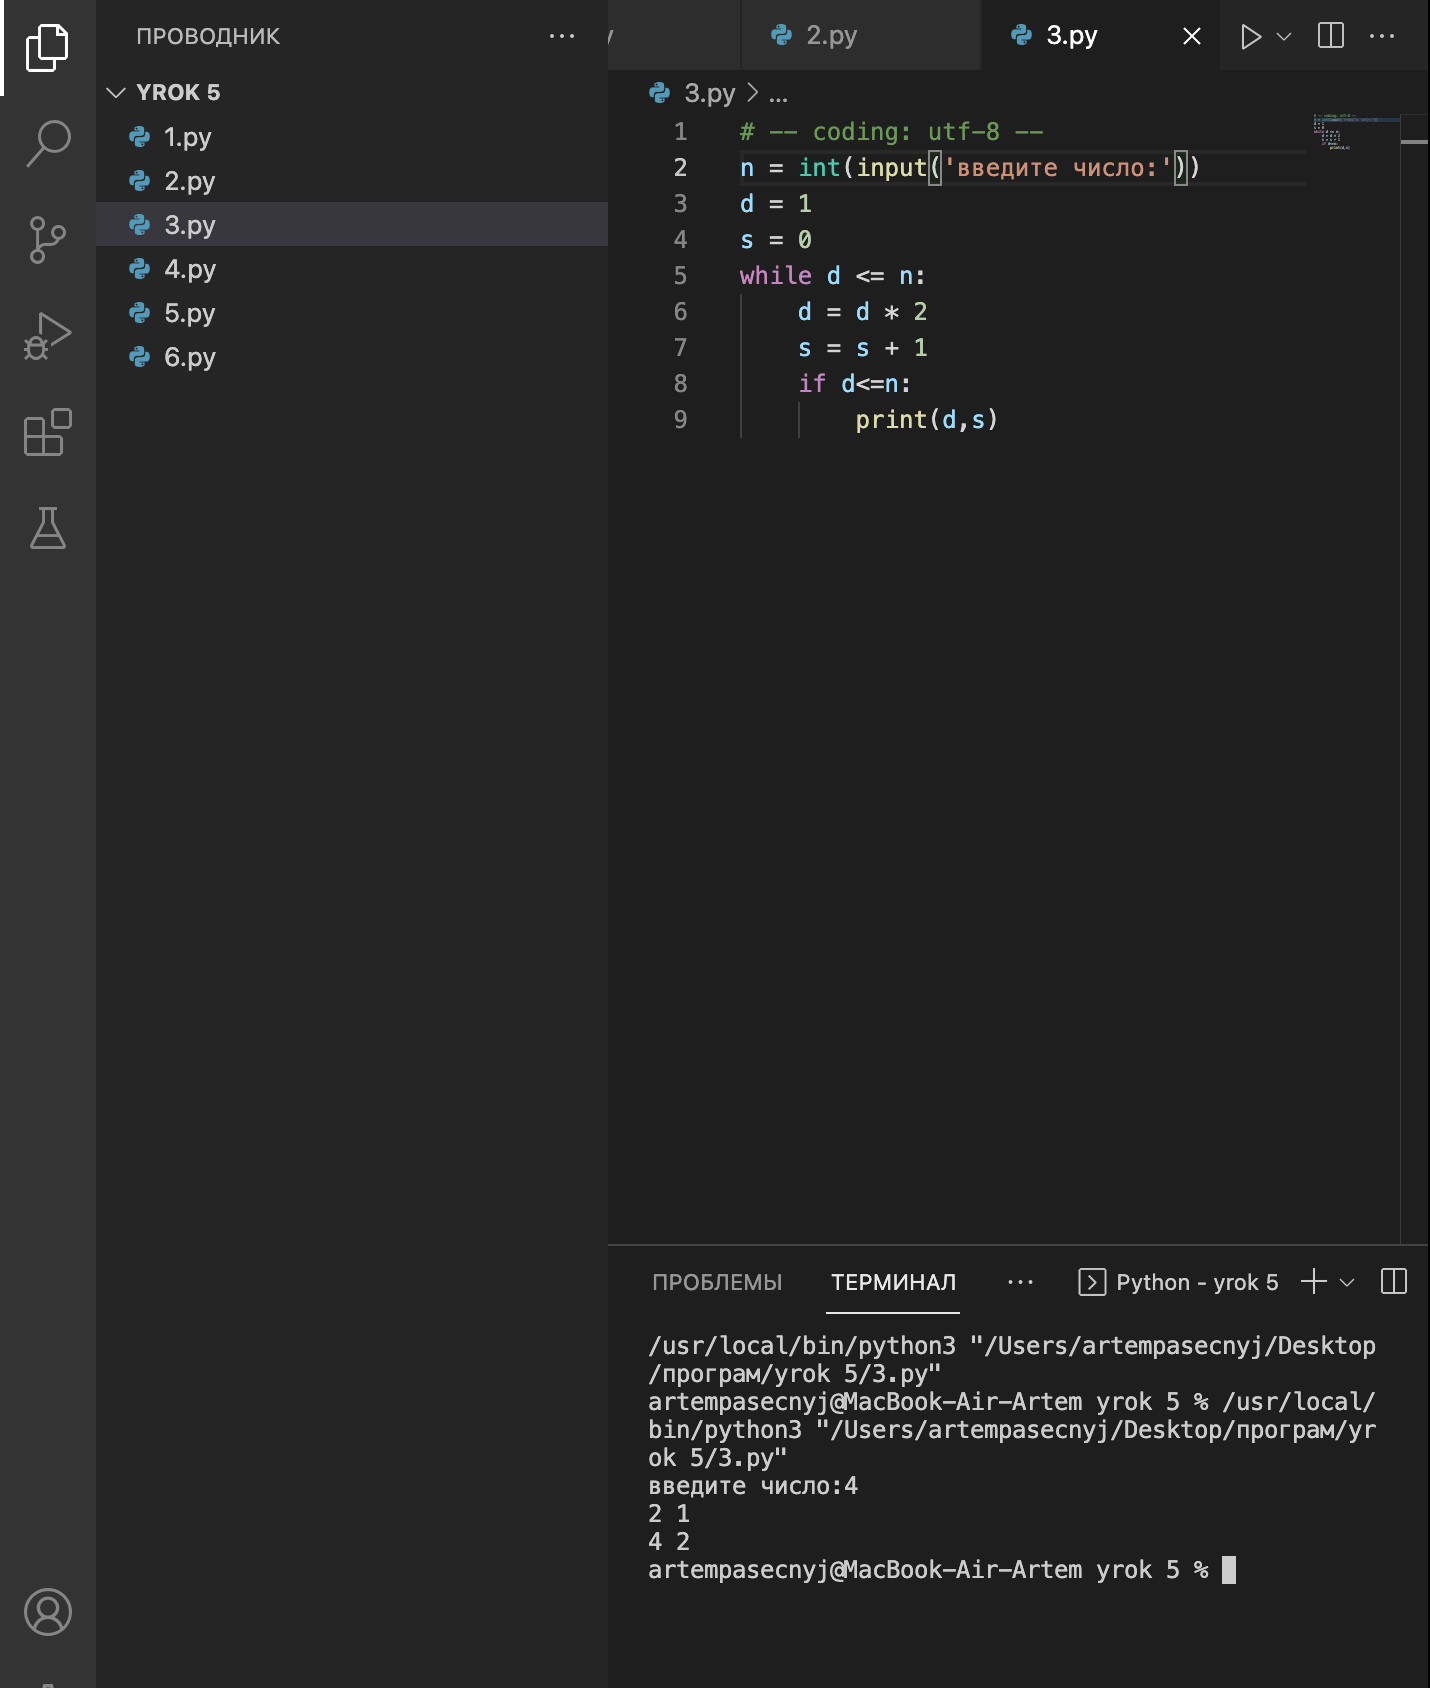 ПРОВОДНИК
YROK 5
1.py
2.py
3.py
4.py
5.py
6.py
2.py
3.py
3.py > ...
1 # -- coding: utf-8 --
2 n = int(input('введите число:'))
3 d = 1
4 s = 0
5 while d <= n:
6 d = d * 2
7 s = s + 1
8 if d<=n:
9 print(d,s)
ПРОБЛЕМЫ ТЕРМИНАЛ ... Python - yrok 5
/usr/local/bin/python3 "/Users/artempasecnyj/Desktop
/програм/yrok 5/3.py"
artempasecnyj@MacBook-Air-Artem yrok 5 % /usr/local/
bin/python3 "/Users/artempasecnyj/Desktop/програм/yr
ok 5/3.py"
введите число:4
2 1
4 2
artempasecnyj@MacBook-Air-Artem yrok 5 %